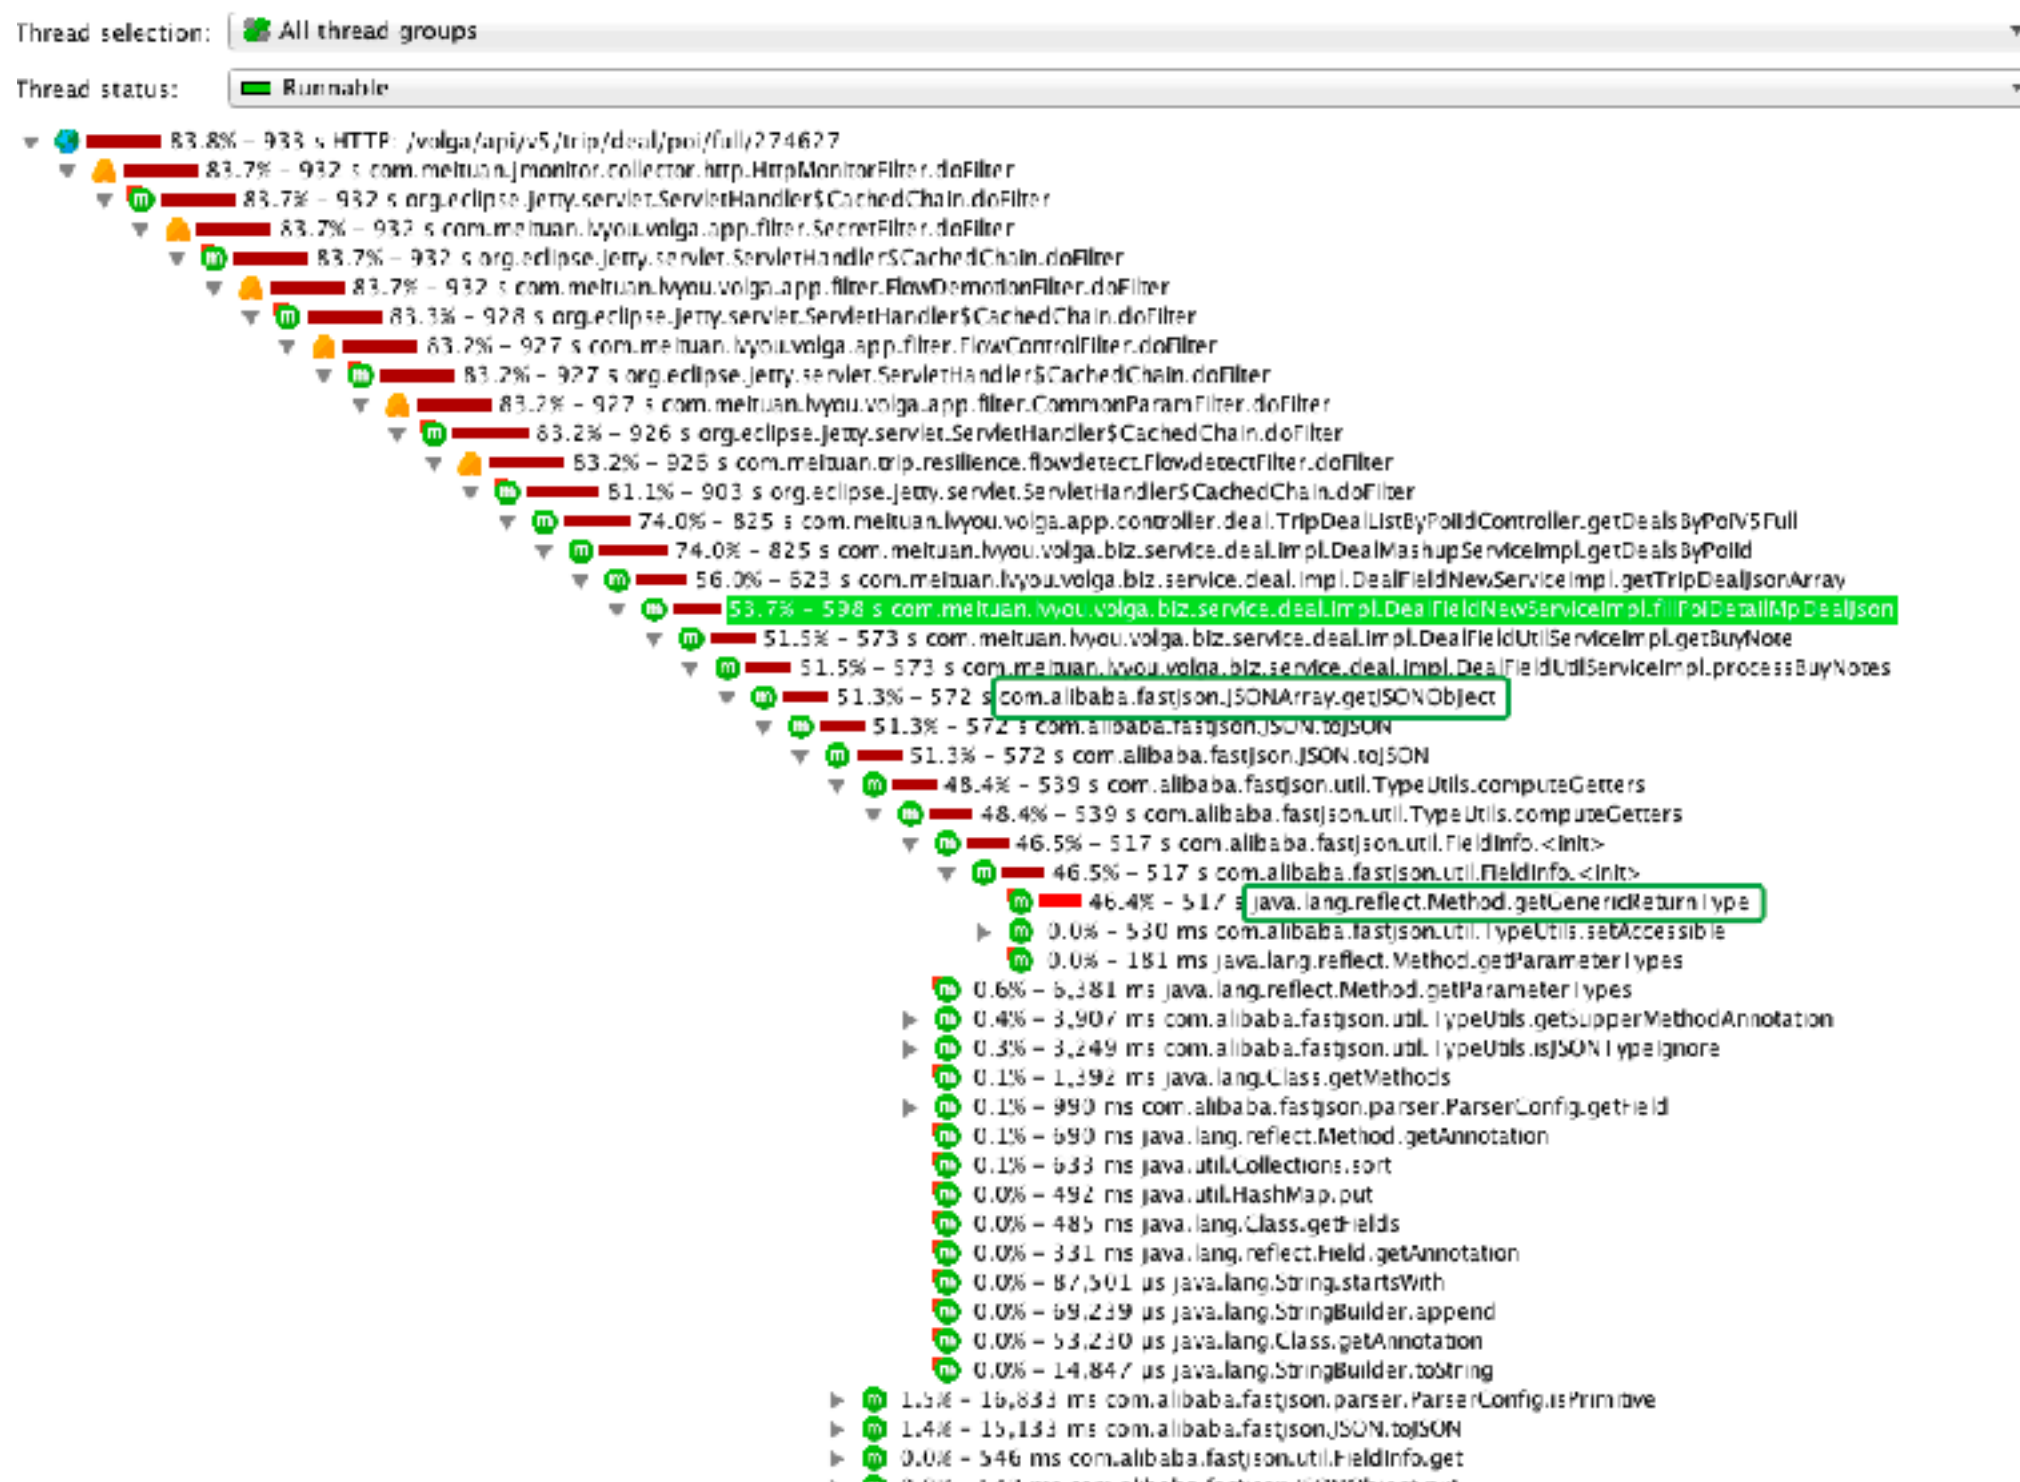 Thread selection: All thread groups
Thread status: Runnable
83.8% – 933 s HTTP: /volga/api/v5/trip/deal/poi/full/274627
83.7% – 932 s com.meituan.jmonitor.collector.http.HttpMonitorFilter.doFilter
83.7% – 932 s org.eclipse.jetty.servlet.ServletHandler$CachedChain.doFilter
83.7% – 932 s com.meituan.lvyou.volga.app.filter.SecretFilter.doFilter
83.7% – 932 s org.eclipse.jetty.servlet.ServletHandler$CachedChain.doFilter
83.7% – 932 s com.meituan.lvyou.volga.app.filter.FlowDemotionFilter.doFilter
83.3% – 928 s org.eclipse.jetty.servlet.ServletHandler$CachedChain.doFilter
83.2% – 927 s com.meituan.lvyou.volga.app.filter.FlowControlFilter.doFilter
83.2% – 927 s org.eclipse.jetty.servlet.ServletHandler$CachedChain.doFilter
83.2% – 927 s com.meituan.lvyou.volga.app.filter.CommonParamFilter.doFilter
83.2% – 926 s org.eclipse.jetty.servlet.ServletHandler$CachedChain.doFilter
83.2% – 926 s com.meituan.trip.resilience.flowdetect.FlowdetectFilter.doFilter
81.1% – 903 s org.eclipse.jetty.servlet.ServletHandler$CachedChain.doFilter
74.0% – 825 s com.meituan.lvyou.volga.app.controller.deal.TripDealListByPoiIdController.getDealsByPoiV5Full
74.0% – 825 s com.meituan.lvyou.volga.biz.service.deal.impl.DealMashupServiceImpl.getDealsByPoiId
56.0% – 623 s com.meituan.lvyou.volga.biz.service.deal.impl.DealFieldNewServiceImpl.getTripDealJsonArray
53.7% – 598 s com.meituan.lvyou.volga.biz.service.deal.impl.DealFieldNewServiceImpl.fillPoiDetailMpDealJson
51.5% – 573 s com.meituan.lvyou.volga.biz.service.deal.impl.DealFieldUtilServiceImpl.getBuyNote
51.5% – 573 s com.meituan.lvyou.volga.biz.service.deal.impl.DealFieldUtilServiceImpl.processBuyNotes
51.3% – 572 s com.alibaba.fastjson.JSONArray.getJSONObject
51.3% – 572 s com.alibaba.fastjson.JSON.toJSON
51.3% – 572 s com.alibaba.fastjson.JSON.toJSON
48.4% – 539 s com.alibaba.fastjson.util.TypeUtils.computeGetters
48.4% – 539 s com.alibaba.fastjson.util.TypeUtils.computeGetters
46.5% – 517 s com.alibaba.fastjson.util.FieldInfo.<init>
46.5% – 517 s com.alibaba.fastjson.util.FieldInfo.<init>
46.4% – 517 s java.lang.reflect.Method.getGenericReturnType
0.0% – 530 ms com.alibaba.fastjson.util.TypeUtils.setAccessible
0.0% – 181 ms java.lang.reflect.Method.getParameterTypes
0.6% – 6,381 ms java.lang.reflect.Method.getParameterTypes
0.4% – 3,907 ms com.alibaba.fastjson.util.TypeUtils.getSupperMethodAnnotation
0.3% – 3,249 ms com.alibaba.fastjson.util.TypeUtils.isJSONTypeIgnore
0.1% – 1,392 ms java.lang.Class.getMethods
0.1% – 990 ms com.alibaba.fastjson.parser.ParserConfig.getField
0.1% – 690 ms java.lang.reflect.Method.getAnnotation
0.1% – 633 ms java.util.Collections.sort
0.0% – 492 ms java.util.HashMap.put
0.0% – 485 ms java.lang.Class.getFields
0.0% – 331 ms java.lang.reflect.Field.getAnnotation
0.0% – 87,501 µs java.lang.String.startsWith
0.0% – 69,239 µs java.lang.StringBuilder.append
0.0% – 53,230 µs java.lang.Class.getAnnotation
0.0% – 14,847 µs java.lang.StringBuilder.toString
1.5% – 16,833 ms com.alibaba.fastjson.parser.ParserConfig.isPrimitive
1.4% – 15,133 ms com.alibaba.fastjson.JSON.toJSON
0.0% – 546 ms com.alibaba.fastjson.util.FieldInfo.get